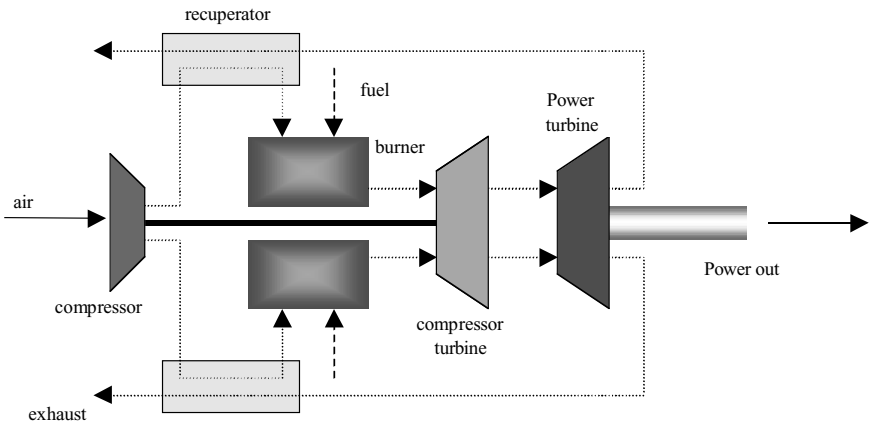 recuperator
fuel
Power
turbine
burner
air
compressor
compressor
turbine
Power out
exhaust